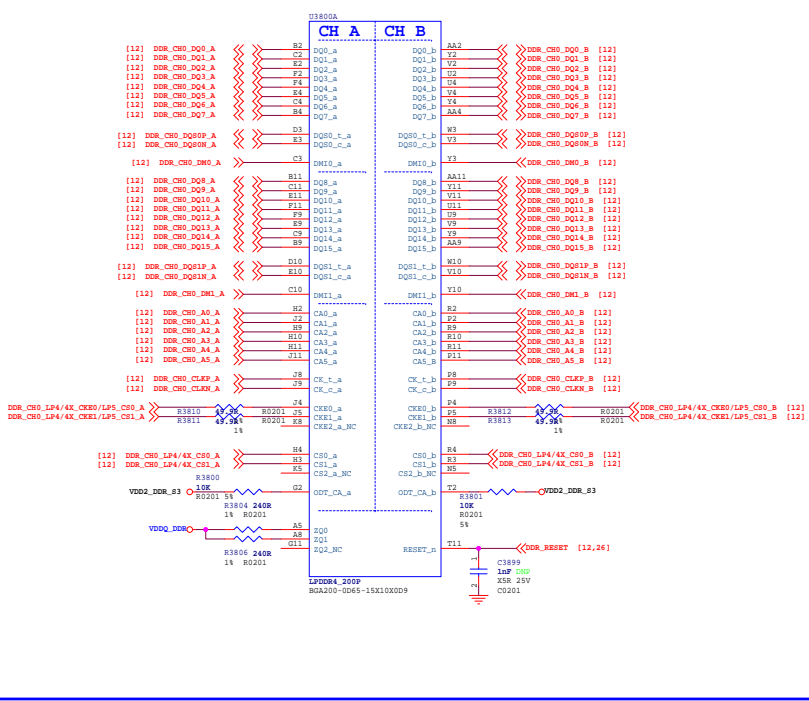 U3800A
CH A CH B
[12] DDR_CH0_DQ0_A B2 DQ0_a DQ0_b AA2 DDR_CH0_DQ0_B [12]
[12] DDR_CH0_DQ1_A C2 DQ1_a DQ1_b Y2 DDR_CH0_DQ1_B [12]
[12] DDR_CH0_DQ2_A E2 DQ2_a DQ2_b V2 DDR_CH0_DQ2_B [12]
[12] DDR_CH0_DQ3_A F2 DQ3_a DQ3_b U2 DDR_CH0_DQ3_B [12]
[12] DDR_CH0_DQ4_A F4 DQ4_a DQ4_b U4 DDR_CH0_DQ4_B [12]
[12] DDR_CH0_DQ5_A E4 DQ5_a DQ5_b V4 DDR_CH0_DQ5_B [12]
[12] DDR_CH0_DQ6_A C4 DQ6_a DQ6_b Y4 DDR_CH0_DQ6_B [12]
[12] DDR_CH0_DQ7_A B4 DQ7_a DQ7_b AA4 DDR_CH0_DQ7_B [12]
[12] DDR_CH0_DQS0P_A D3 DQS0_t_a DQS0_t_b W3 DDR_CH0_DQS0P_B [12]
[12] DDR_CH0_DQS0N_A E3 DQS0_c_a DQS0_c_b V3 DDR_CH0_DQS0N_B [12]
[12] DDR_CH0_DM0_A C3 DMI0_a DMI0_b Y3 DDR_CH0_DM0_B [12]
[12] DDR_CH0_DQ8_A B11 DQ8_a DQ8_b AA11 DDR_CH0_DQ8_B [12]
[12] DDR_CH0_DQ9_A C11 DQ9_a DQ9_b Y11 DDR_CH0_DQ9_B [12]
[12] DDR_CH0_DQ10_A E11 DQ10_a DQ10_b V11 DDR_CH0_DQ10_B [12]
[12] DDR_CH0_DQ11_A F11 DQ11_a DQ11_b U11 DDR_CH0_DQ11_B [12]
[12] DDR_CH0_DQ12_A F9 DQ12_a DQ12_b U9 DDR_CH0_DQ12_B [12]
[12] DDR_CH0_DQ13_A E9 DQ13_a DQ13_b V9 DDR_CH0_DQ13_B [12]
[12] DDR_CH0_DQ14_A C9 DQ14_a DQ14_b Y9 DDR_CH0_DQ14_B [12]
[12] DDR_CH0_DQ15_A B9 DQ15_a DQ15_b AA9 DDR_CH0_DQ15_B [12]
[12] DDR_CH0_DQS1P_A D10 DQS1_t_a DQS1_t_b W10 DDR_CH0_DQS1P_B [12]
[12] DDR_CH0_DQS1N_A E10 DQS1_c_a DQS1_c_b V10 DDR_CH0_DQS1N_B [12]
[12] DDR_CH0_DM1_A C10 DMI1_a DMI1_b Y10 DDR_CH0_DM1_B [12]
[12] DDR_CH0_A0_A H2 CA0_a CA0_b R2 DDR_CH0_A0_B [12]
[12] DDR_CH0_A1_A J2 CA1_a CA1_b P2 DDR_CH0_A1_B [12]
[12] DDR_CH0_A2_A H9 CA2_a CA2_b R9 DDR_CH0_A2_B [12]
[12] DDR_CH0_A3_A H10 CA3_a CA3_b R10 DDR_CH0_A3_B [12]
[12] DDR_CH0_A4_A H11 CA4_a CA4_b R11 DDR_CH0_A4_B [12]
[12] DDR_CH0_A5_A J11 CA5_a CA5_B P11 DDR_CH0_A5_B [12]
[12] DDR_CH0_CLKP_A J8 CK_t_a CK_t_b P8 DDR_CH0_CLKP_B [12]
[12] DDR_CH0_CLKN_A J9 CK_c_a CK_c_b P9 DDR_CH0_CLKN_B [12]
DDR_CH0_LP4/4X_CKE0/LP5_CS0_A R3810 49.9R R0201 J4 CKE0_a CKE0_b P4 R3812 49.9R R0201 DDR_CH0_LP4/4X_CKE0/LP5_CS0_B [12]
DDR_CH0_LP4/4X_CKE1/LP5_CS1_A R3811 49.9R R0201 J5 CKE1_a CKE1_b P5 R3813 49.9R R0201 DDR_CH0_LP4/4X_CKE1/LP5_CS1_B [12]
1% K8 CKE2_a_NC CKE2_b_NC N8 1%
[12] DDR_CH0_LP4/4X_CS0_A H4 CS0_a CS0_b R4 DDR_CH0_LP4/4X_CS0_B [12]
[12] DDR_CH0_LP4/4X_CS1_A H3 CS1_a CS1_b R3 DDR_CH0_LP4/4X_CS1_B [12]
K5 CS2_a_NC CS2_b_NC N5
R3800
10K
VDD2_DDR_S3 G2 ODT_CA_a ODT_CA_b T2 VDD2_DDR_S3
R0201 5% R3801
R3804 240R 10K
1% R0201 R0201
5%
VDDQ_DDR A5 ZQ0
A8 ZQ1
G11 ZQ2_NC RESET_n T11 DDR_RESET [12,26]
R3806 240R
1% R0201
1 C3899
1nF DNP
2 X5R 25V
C0201
LPDDR4_200P
BGA200-0D65-15X10X0D9